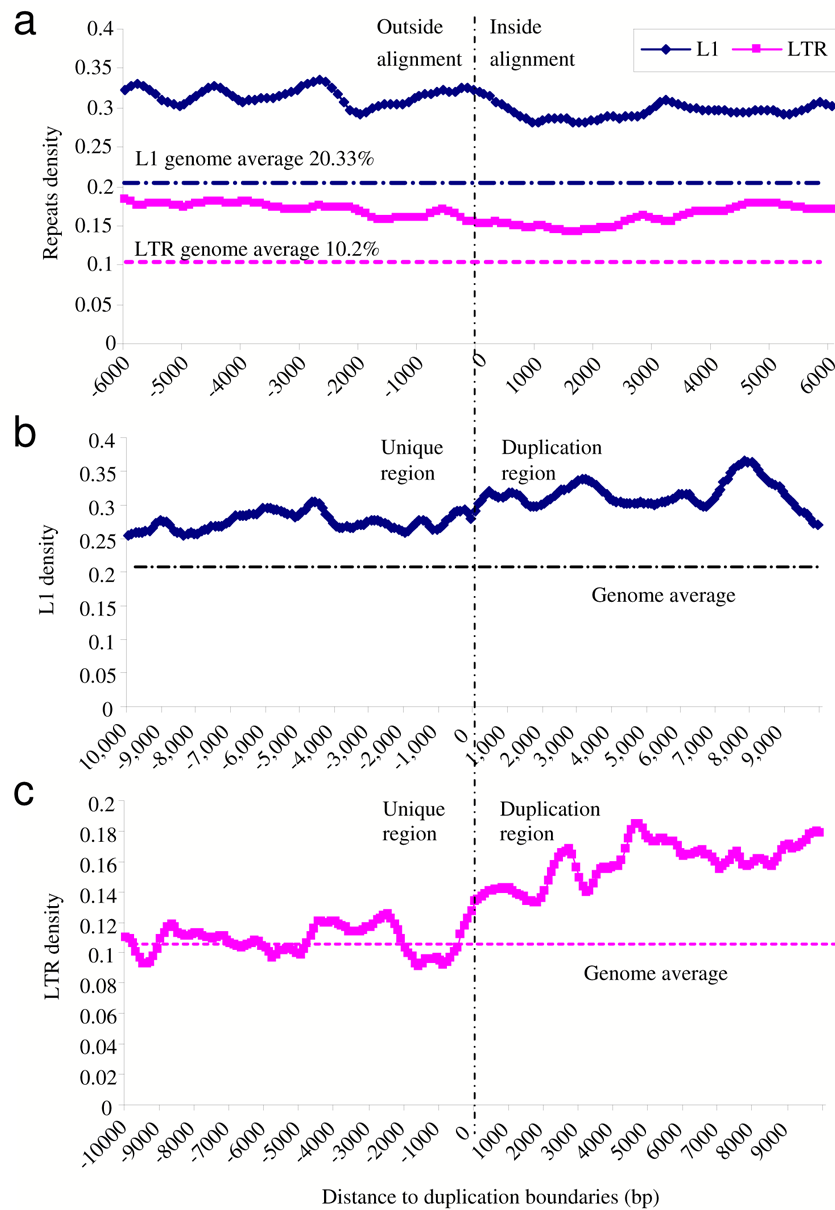 a
Outside
alignment
Inside
alignment
L1 LTR
Repeats density
0.4
0.35
0.3
0.25
0.2
0.15
0.1
0.05
0
L1 genome average 20.33%
LTR genome average 10.2%
-6000 -5000 -4000 -3000 -2000 -1000 0 1000 2000 3000 4000 5000 6000
b
Unique
region
Duplication
region
L1 density
0.4
0.35
0.3
0.25
0.2
0.15
0.1
0.05
0
Genome average
10,000 -9,000 -8,000 -7,000 -6,000 -5,000 -4,000 -3,000 -2,000 -1,000 0 1,000 2,000 3,000 4,000 5,000 6,000 7,000 8,000 9,000
c
Unique
region
Duplication
region
LTR density
0.2
0.18
0.16
0.14
0.12
0.1
0.08
0.06
0.04
0.02
0
Genome average
-10000 -9000 -8000 -7000 -6000 -5000 -4000 -3000 -2000 -1000 0 1000 2000 3000 4000 5000 6000 7000 8000 9000
Distance to duplication boundaries (bp)